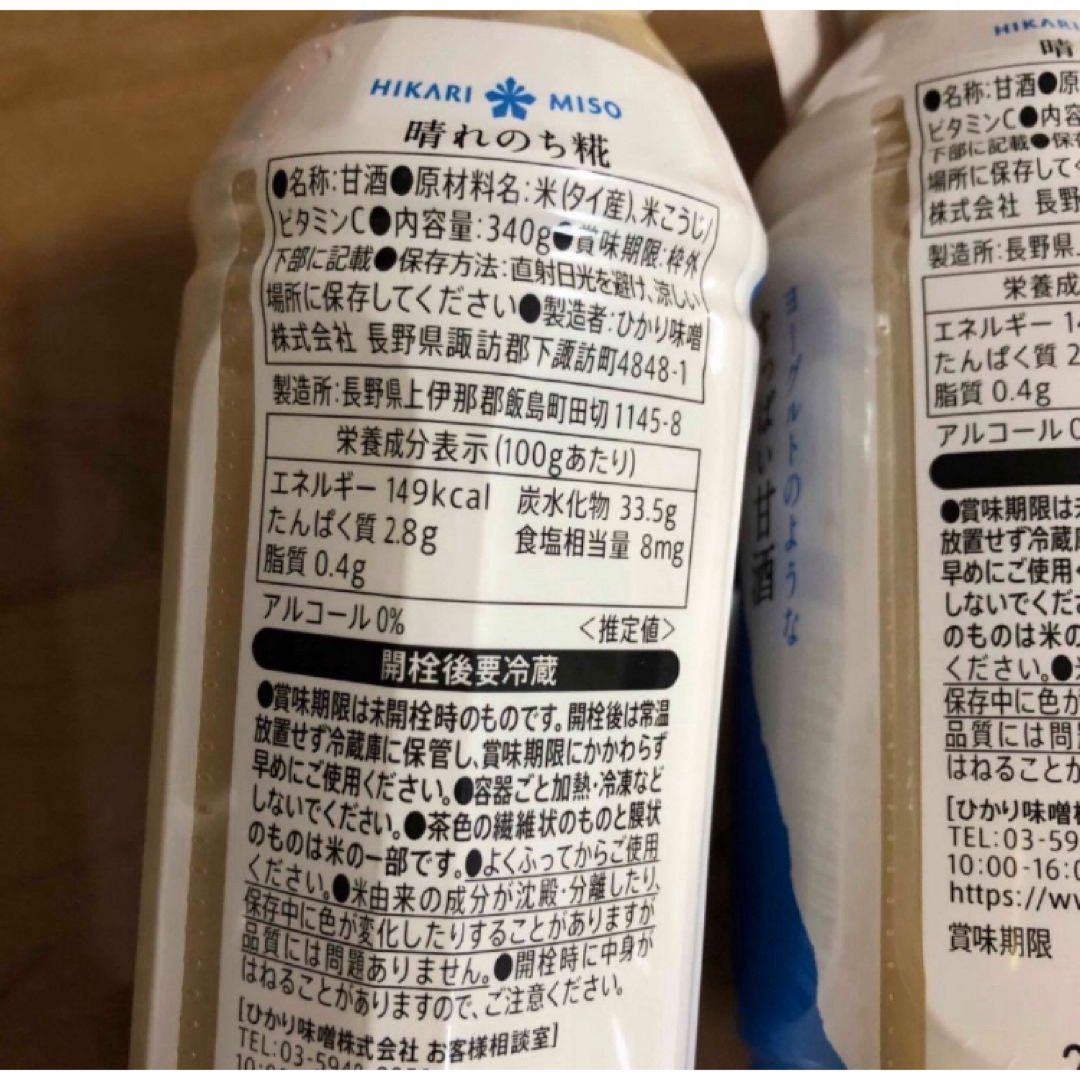 HIKARI MISO
晴れのち糀
●名称:甘酒●原材料名:米(タイ産)、米こうじ/
ビタミンC●内容量:340g●賞味期限:枠外
下部に記載●保存方法:直射日光を避け、涼しい
場所に保存してください●製造者:ひかり味噌
株式会社 長野県諏訪郡下諏訪町4848-1
製造所:長野県上伊那郡飯島町田切1145-8
栄養成分表示(100gあたり)
エネルギー 149kcal 炭水化物 33.5g
たんぱく質 2.8g 食塩相当量 8mg
脂質 0.4g
アルコール0% <推定値>
開栓後要冷蔵
●賞味期限は未開栓時のものです。開栓後は常温
放置せず冷蔵庫に保管し、賞味期限にかかわらず
早めにご使用ください。●容器ごと加熱・冷凍など
しないでください。●茶色の繊維状のものと膜状
のものは米の一部です。●よくふってからご使用
ください。●米由来の成分が沈殿・分離したり、
保存中に色が変化したりすることがありますが
品質には問題ありません。●開栓時に中身が
はねることがありますので、ご注意ください。
[ひかり味噌株式会社 お客様相談室]
TEL:03-5940
ヨーグルトのような
っぱい甘酒
HIKARI
晴
●名称:甘酒●原
ビタミンC●内容
下部に記載●保存
場所に保存してく
株式会社 長野
製造所:長野県
栄養成
エネルギー 14
たんぱく質 2
脂質 0.4g
アルコール0
●賞味期限は未
放置せず冷蔵庫
早めにご使用く
しないでくださ
のものは米の一
ください。●
保存中に色が
品質には問題
はねることが
[ひかり味噌株
TEL:03-59
10:00-16:0
https://ww
賞味期限
2